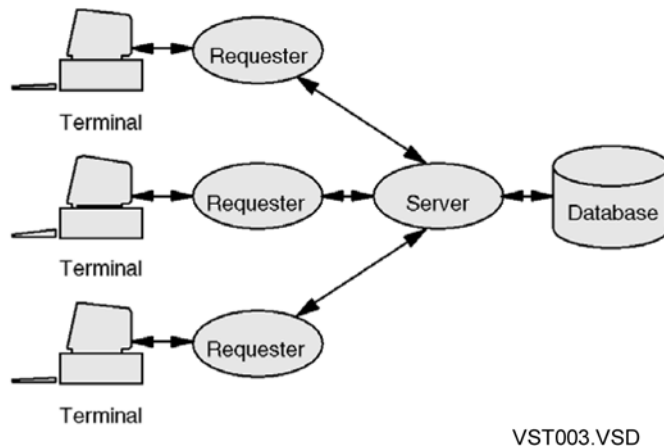 Requester
Terminal
Requester
Server
Database
Terminal
Requester
Terminal
VST003.VSD